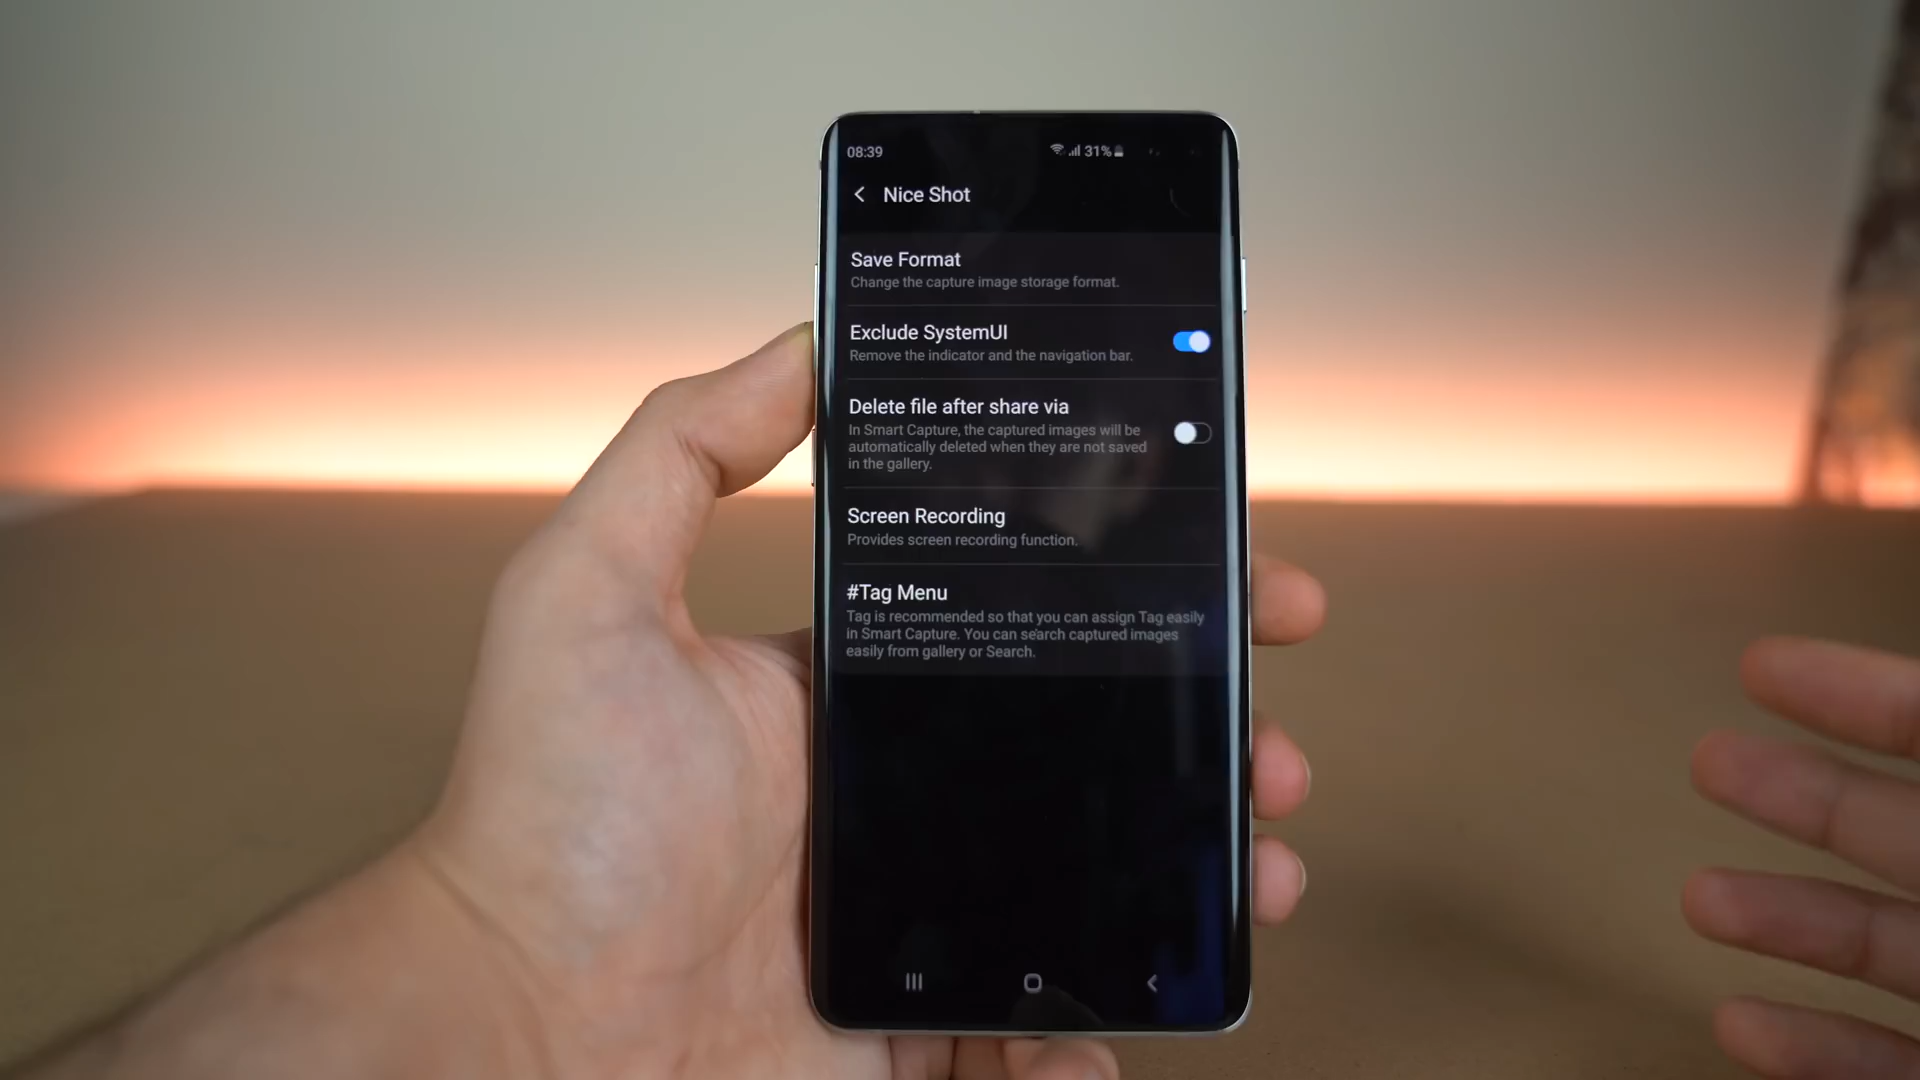 08:39 31%
Nice Shot
Save Format
Change the capture image storage format.
Exclude SystemUI
Remove the indicator and the navigation bar.
Delete file after share via
In Smart Capture, the captured images will be
automatically deleted when they are not saved
in the gallery.
Screen Recording
Provides screen recording function.
#Tag Menu
Tag is recommended so that you can assign Tag easily
in Smart Capture. You can search captured images
easily from gallery or Search.